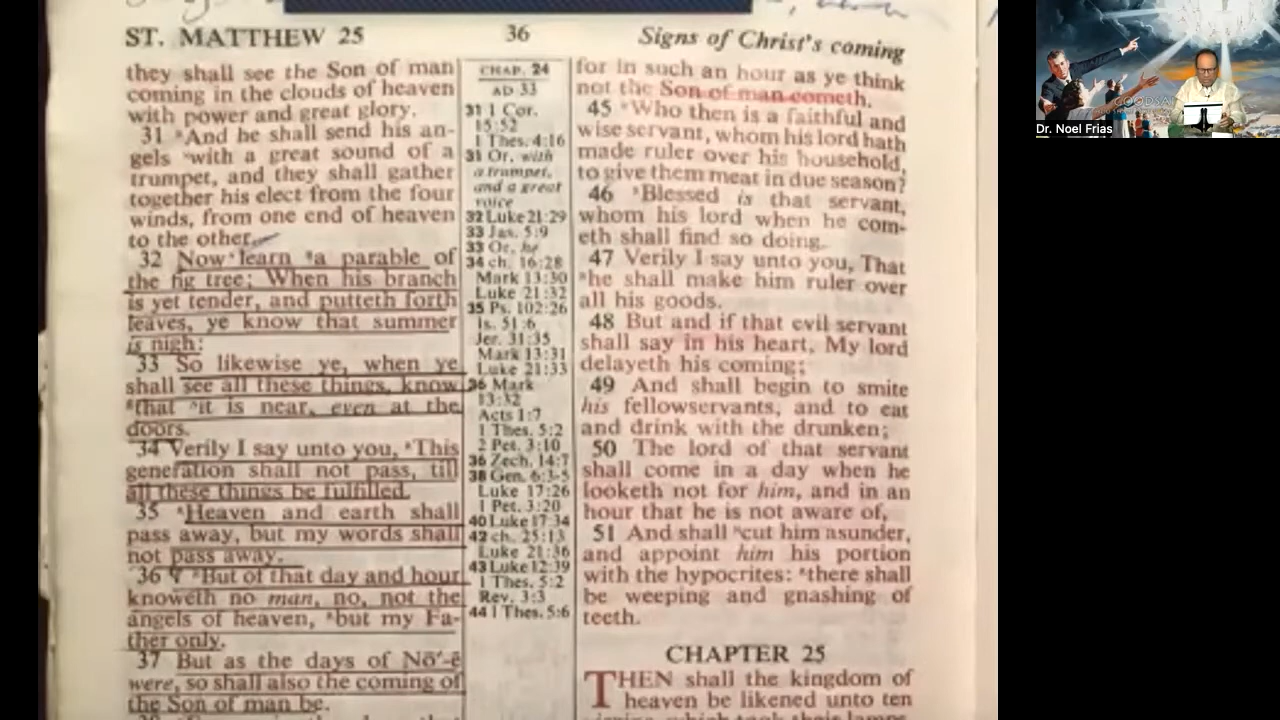 ST. MATTHEW 25
36
Signs of Christ's coming
they shall see the Son of man
coming in the clouds of heaven
with power and great glory.
31 And he shall send his an-
gels with a great sound of a
trumpet, and they shall gather
together his elect from the four
winds, from one end of heaven
to the other.
32 Now learn a parable of
the fig tree; When his branch
is yet tender, and putteth forth
leaves, ye know that summer
is nigh:
33 So likewise ye, when ye
shall see all these things, know
that it is near, even at the
doors.
34 Verily I say unto you, This
generation shall not pass, till
all these things be fulfilled.
35 Heaven and earth shall
pass away, but my words shall
not pass away.
36 ¶ But of that day and hour
knoweth no man, no, not the
angels of heaven, but my Fa-
ther only.
37 But as the days of Nō'-ē
were, so shall also the coming of
the Son of man be.
CHAP. 24
AD 33
31 1 Cor.
15:52
1 Thes. 4:16
31 Or, with
a trumpet,
and a great
voice
32 Luke 21:29
33 Jas. 5:9
33 Or, he
34 ch. 16:28
Mark 13:30
Luke 21:32
35 Ps. 102:26
Is. 51:6
Jer. 31:35
Mark 13:31
Luke 21:33
36 Mark
13:32
Acts 1:7
1 Thes. 5:2
2 Pet. 3:10
36 Zech. 14:7
38 Gen. 6:3-5
Luke 17:26
1 Pet. 3:20
40 Luke 17:34
42 ch. 25:13
Luke 21:36
43 Luke 12:39
1 Thes. 5:2
Rev. 3:3
44 1 Thes. 5:6
for in such an hour as ye think
not the Son of man cometh.
45 Who then is a faithful and
wise servant, whom his lord hath
made ruler over his household,
to give them meat in due season?
46 Blessed is that servant,
whom his lord when he com-
eth shall find so doing.
47 Verily I say unto you, That
he shall make him ruler over
all his goods.
48 But and if that evil servant
shall say in his heart, My lord
delayeth his coming;
49 And shall begin to smite
his fellowservants, and to eat
and drink with the drunken;
50 The lord of that servant
shall come in a day when he
looketh not for him, and in an
hour that he is not aware of,
51 And shall cut him asunder,
and appoint him his portion
with the hypocrites: there shall
be weeping and gnashing of
teeth.
CHAPTER 25
THEN shall the kingdom of
heaven be likened unto ten
Dr. Noel Frias